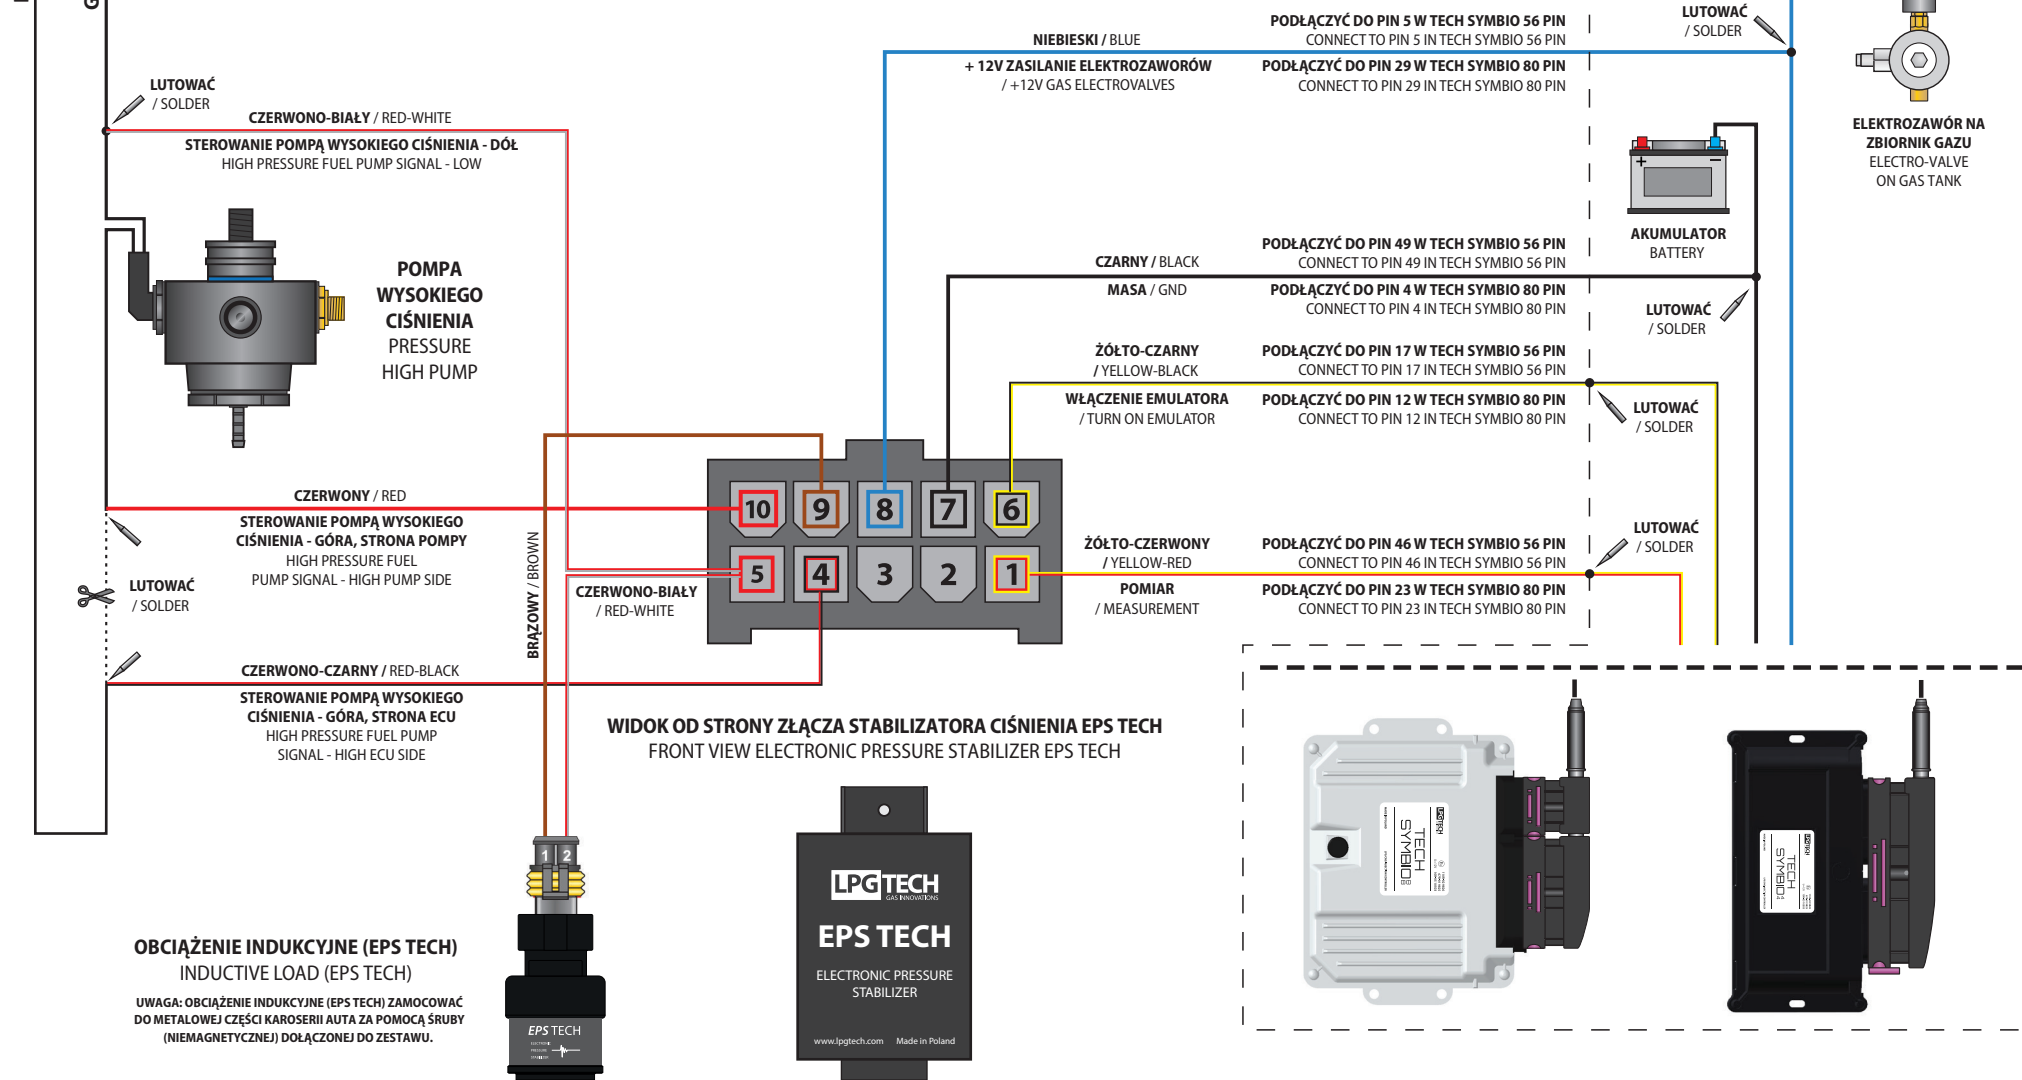 LUTOWAĆ
/ SOLDER
CZERWONO-BIAŁY / RED-WHITE
STEROWANIE POMPĄ WYSOKIEGO CIŚNIENIA - DÓŁ
HIGH PRESSURE FUEL PUMP SIGNAL - LOW
POMPA
WYSOKIEGO
CIŚNIENIA
PRESSURE
HIGH PUMP
CZERWONY / RED
STEROWANIE POMPĄ WYSOKIEGO
CIŚNIENIA - GÓRA, STRONA POMPY
HIGH PRESSURE FUEL
PUMP SIGNAL - HIGH PUMP SIDE
LUTOWAĆ
/ SOLDER
CZERWONO-CZARNY / RED-BLACK
STEROWANIE POMPĄ WYSOKIEGO
CIŚNIENIA - GÓRA, STRONA ECU
HIGH PRESSURE FUEL PUMP
SIGNAL - HIGH ECU SIDE
BRĄZOWY / BROWN
CZERWONO-BIAŁY
/ RED-WHITE
NIEBIESKI / BLUE
+ 12V ZASILANIE ELEKTROZAWORÓW
/ +12V GAS ELECTROVALVES
PODŁĄCZYĆ DO PIN 5 W TECH SYMBIO 56 PIN
CONNECT TO PIN 5 IN TECH SYMBIO 56 PIN
PODŁĄCZYĆ DO PIN 29 W TECH SYMBIO 80 PIN
CONNECT TO PIN 29 IN TECH SYMBIO 80 PIN
LUTOWAĆ
/ SOLDER
ELEKTROZAWÓR NA
ZBIORNIK GAZU
ELECTRO-VALVE
ON GAS TANK
+ −
AKUMULATOR
BATTERY
CZARNY / BLACK
MASA / GND
PODŁĄCZYĆ DO PIN 49 W TECH SYMBIO 56 PIN
CONNECT TO PIN 49 IN TECH SYMBIO 56 PIN
PODŁĄCZYĆ DO PIN 4 W TECH SYMBIO 80 PIN
CONNECT TO PIN 4 IN TECH SYMBIO 80 PIN
LUTOWAĆ
/ SOLDER
ŻÓŁTO-CZARNY
/ YELLOW-BLACK
WŁĄCZENIE EMULATORA
/ TURN ON EMULATOR
PODŁĄCZYĆ DO PIN 17 W TECH SYMBIO 56 PIN
CONNECT TO PIN 17 IN TECH SYMBIO 56 PIN
PODŁĄCZYĆ DO PIN 12 W TECH SYMBIO 80 PIN
CONNECT TO PIN 12 IN TECH SYMBIO 80 PIN
LUTOWAĆ
/ SOLDER
10 9 8 7 6
5 4 3 2 1
ŻÓŁTO-CZERWONY
/ YELLOW-RED
POMIAR
/ MEASUREMENT
PODŁĄCZYĆ DO PIN 46 W TECH SYMBIO 56 PIN
CONNECT TO PIN 46 IN TECH SYMBIO 56 PIN
PODŁĄCZYĆ DO PIN 23 W TECH SYMBIO 80 PIN
CONNECT TO PIN 23 IN TECH SYMBIO 80 PIN
LUTOWAĆ
/ SOLDER
WIDOK OD STRONY ZŁĄCZA STABILIZATORA CIŚNIENIA EPS TECH
FRONT VIEW ELECTRONIC PRESSURE STABILIZER EPS TECH
1 2
OBCIĄŻENIE INDUKCYJNE (EPS TECH)
INDUCTIVE LOAD (EPS TECH)
UWAGA: OBCIĄŻENIE INDUKCYJNE (EPS TECH) ZAMOCOWAĆ
DO METALOWEJ CZĘŚCI KAROSERII AUTA ZA POMOCĄ ŚRUBY
(NIEMAGNETYCZNEJ) DOŁĄCZONEJ DO ZESTAWU.
EPS TECH
LPGTECH
GAS INNOVATIONS
EPS TECH
ELECTRONIC PRESSURE
STABILIZER
www.lpgtech.com Made in Poland
LPGTECH
TECH
SYMBIO
LPGTECH
TECH
SYMBIO